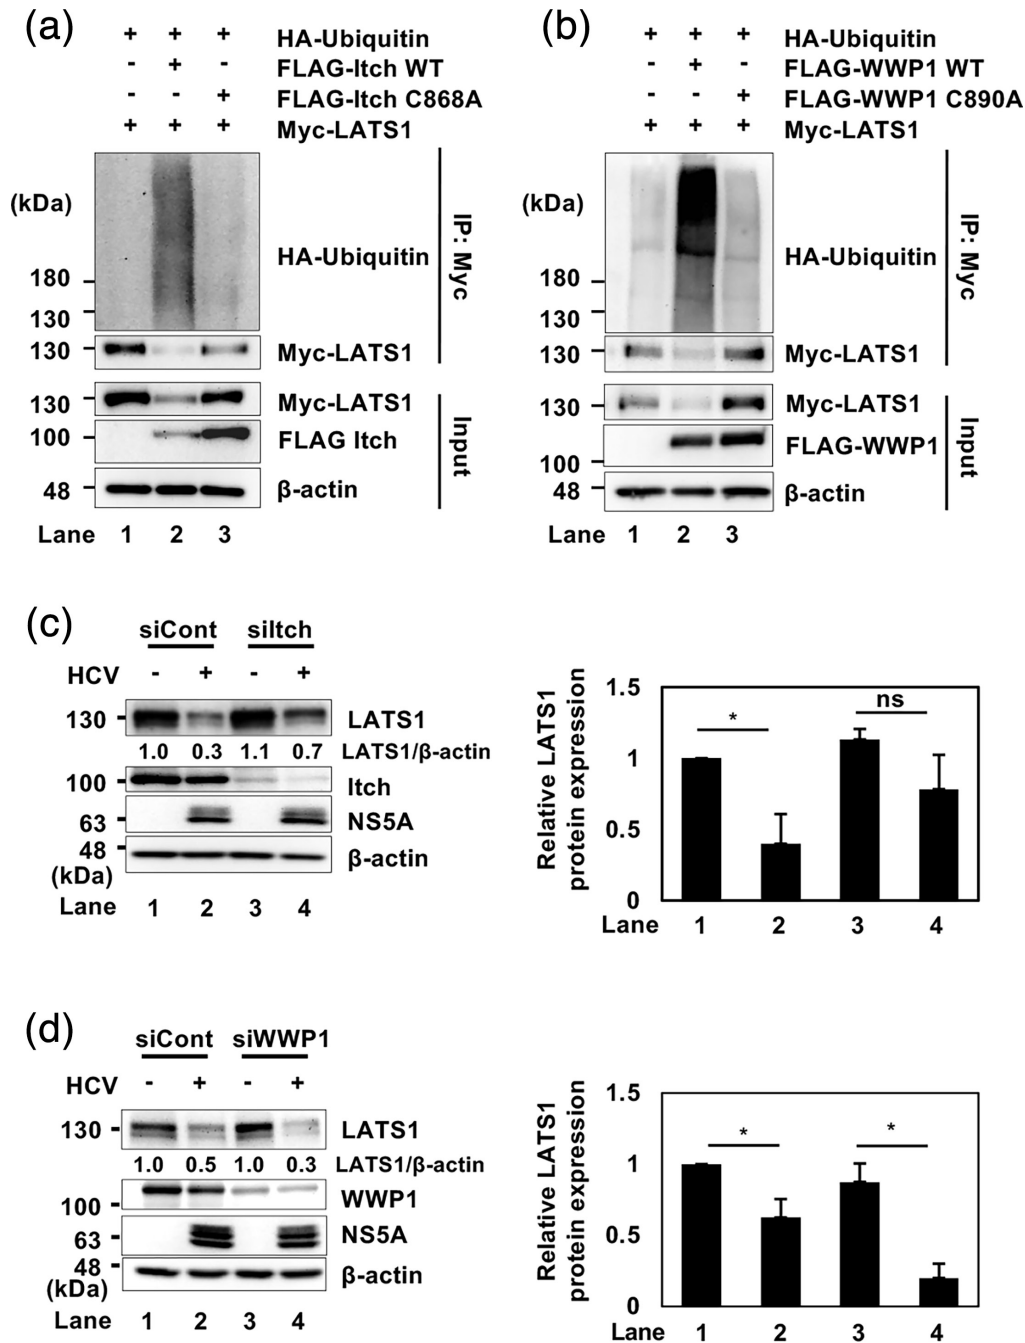 (a)
+ + + HA-Ubiquitin
- + - FLAG-Itch WT
- - + FLAG-Itch C868A
+ + + Myc-LATS1
(kDa)
HA-Ubiquitin
180
130
130 Myc-LATS1
IP: Myc
130 Myc-LATS1
100 FLAG Itch
48 β-actin
Input
Lane 1 2 3
(b)
+ + + HA-Ubiquitin
- + - FLAG-WWP1 WT
- - + FLAG-WWP1 C890A
+ + + Myc-LATS1
(kDa)
HA-Ubiquitin
180
130
130 Myc-LATS1
IP: Myc
130 Myc-LATS1
FLAG-WWP1
100
48 β-actin
Input
Lane 1 2 3
(c)
siCont siItch
HCV - + - +
130 LATS1
1.0 0.3 1.1 0.7 LATS1/β-actin
100 Itch
63 NS5A
48 β-actin
(kDa)
Lane 1 2 3 4
Relative LATS1
protein expression
1.5
1
0.5
0
* ns
Lane 1 2 3 4
(d)
siCont siWWP1
HCV - + - +
130 LATS1
1.0 0.5 1.0 0.3 LATS1/β-actin
WWP1
100
63 NS5A
48 β-actin
(kDa)
Lane 1 2 3 4
Relative LATS1
protein expression
1.5
1
0.5
0
* *
Lane 1 2 3 4